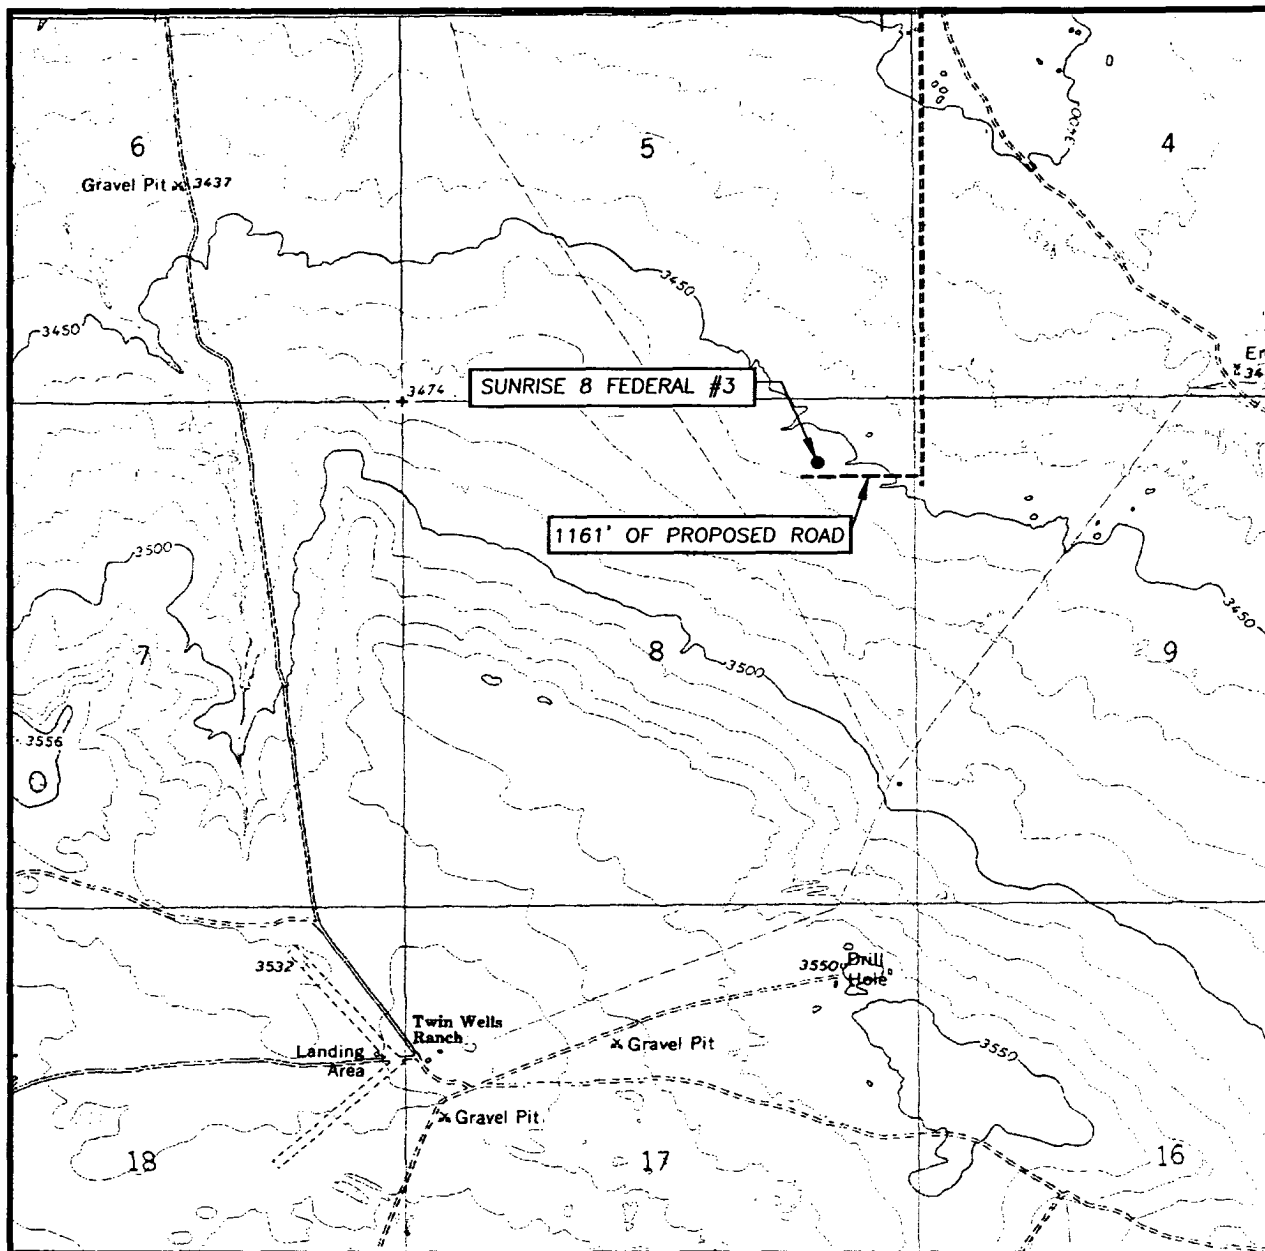 6
5
4
3400
Gravel Pit
3437
3450
3450
3474
SUNRISE 8 FEDERAL #3
1161' OF PROPOSED ROAD
3500
3450
7
8
9
3500
3556
3532
3550
Drill
Hole
Twin Wells
Ranch
Landing
Area
Gravel Pit
3550
Gravel Pit
18
17
16